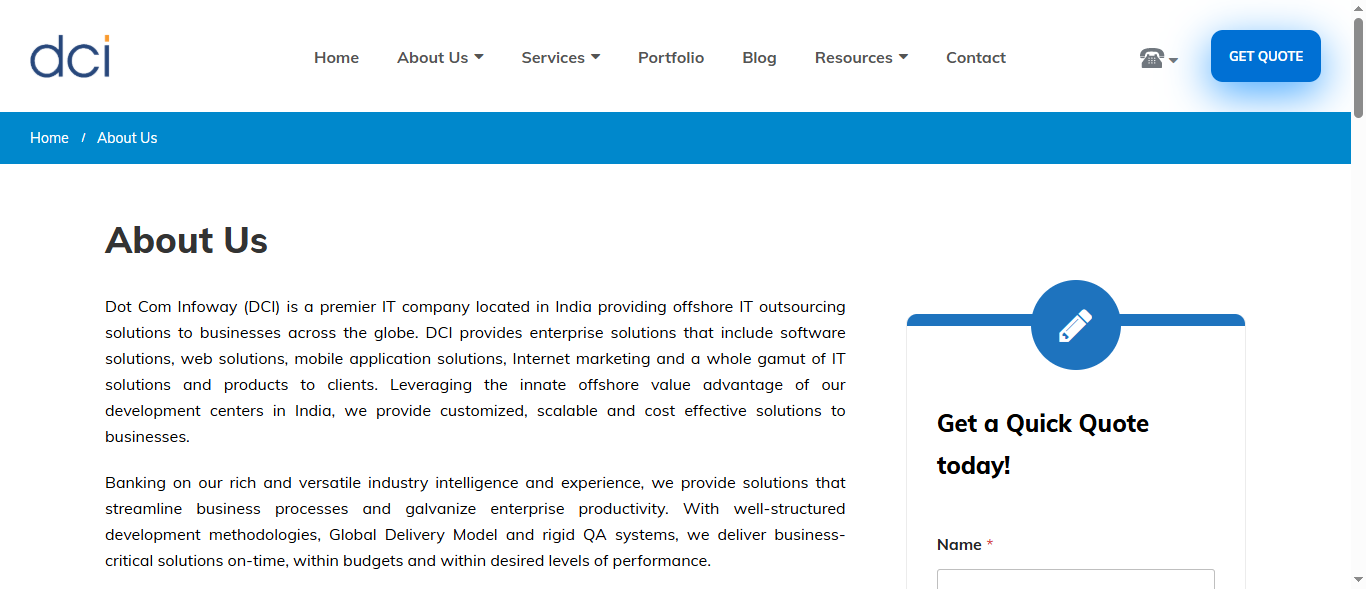 dci
Home
About Us
Services
Portfolio
Blog
Resources
Contact
GET QUOTE
Home / About Us
About Us
Dot Com Infoway (DCI) is a premier IT company located in India providing offshore IT outsourcing
solutions to businesses across the globe. DCI provides enterprise solutions that include software
solutions, web solutions, mobile application solutions, Internet marketing and a whole gamut of IT
solutions and products to clients. Leveraging the innate offshore value advantage of our
development centers in India, we provide customized, scalable and cost effective solutions to
businesses.
Banking on our rich and versatile industry intelligence and experience, we provide solutions that
streamline business processes and galvanize enterprise productivity. With well-structured
development methodologies, Global Delivery Model and rigid QA systems, we deliver business-
critical solutions on-time, within budgets and within desired levels of performance.
Get a Quick Quote
today!
Name *